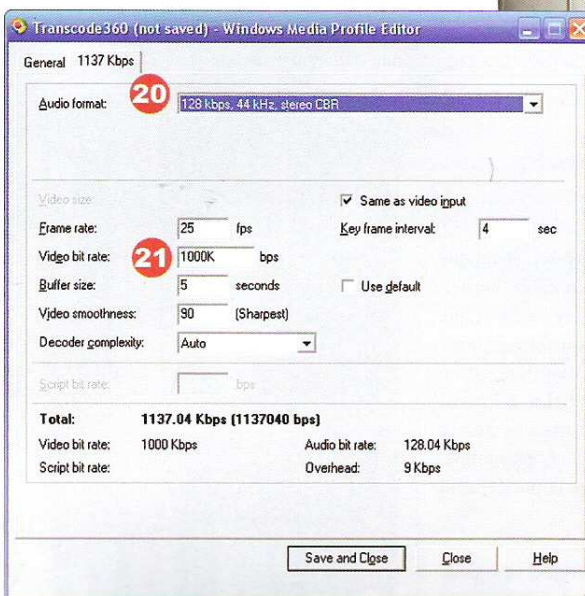 Transcode360 (not saved) - Windows Media Profile Editor
General 1137 Kbps
Audio format: 20 128 kbps, 44 kHz, stereo CBR
Video size: Same as video input
Frame rate: 25 fps Key frame interval: 4 sec
Video bit rate: 21 1000K bps
Buffer size: 5 seconds Use default
Video smoothness: 90 (Sharpest)
Decoder complexity: Auto
Script bit rate: bps
Total: 1137.04 Kbps (1137040 bps)
Video bit rate: 1000 Kbps Audio bit rate: 128.04 Kbps
Script bit rate: Overhead: 9 Kbps
Save and Close Close Help